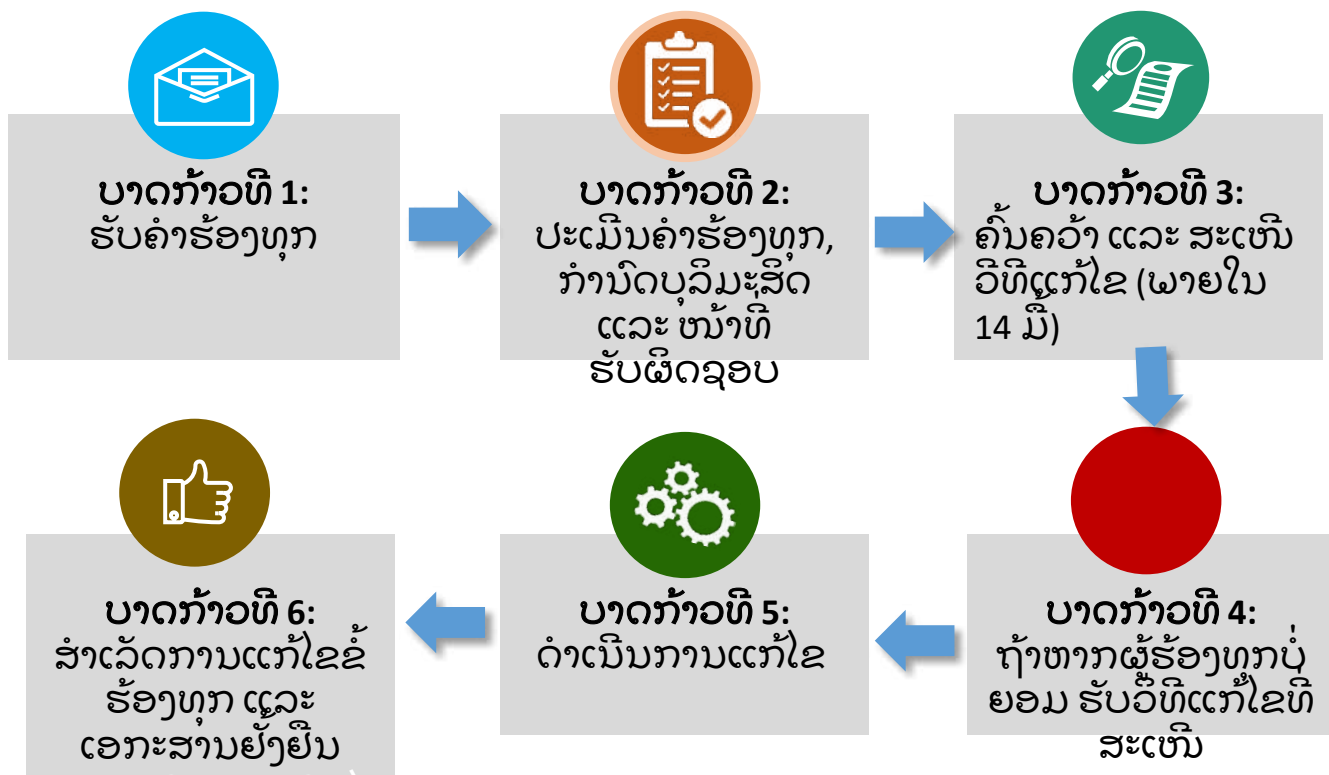 ບາດກ້າວທີ 1:
ຮັບຄໍາຮ້ອງທຸກ
ບາດກ້າວທີ 2:
ປະເມີນຄໍາຮ້ອງທຸກ,
ກໍານົດບຸລິມະສິດ
ແລະ ໜ້າທີ່
ຮັບຜິດຊອບ
ບາດກ້າວທີ 3:
ຄົ້ນຄວ້າ ແລະ ສະເໜີ
ວິທີແກ້ໄຂ (ພາຍໃນ
14 ມື້)
ບາດກ້າວທີ 4:
ຖ້າຫາກຜູ້ຮ້ອງທຸກບໍ່
ຍອມ ຮັບວິທີແກ້ໄຂທີ່
ສະເໜີ
ບາດກ້າວທີ 5:
ດໍາເນີນການແກ້ໄຂ
ບາດກ້າວທີ 6:
ສໍາເລັດການແກ້ໄຂຂໍ້
ຮ້ອງທຸກ ແລະ
ເອກະສານຢັ້ງຢືນ